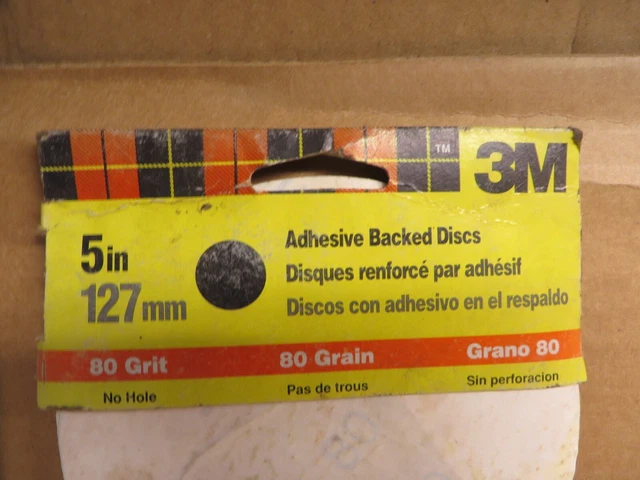 TM
3M
5in
127mm
Adhesive Backed Discs
Disques renforcé par adhésif
Discos con adhesivo en el respaldo
80 Grit
80 Grain
Grano 80
No Hole
Pas de trous
Sin perforacion